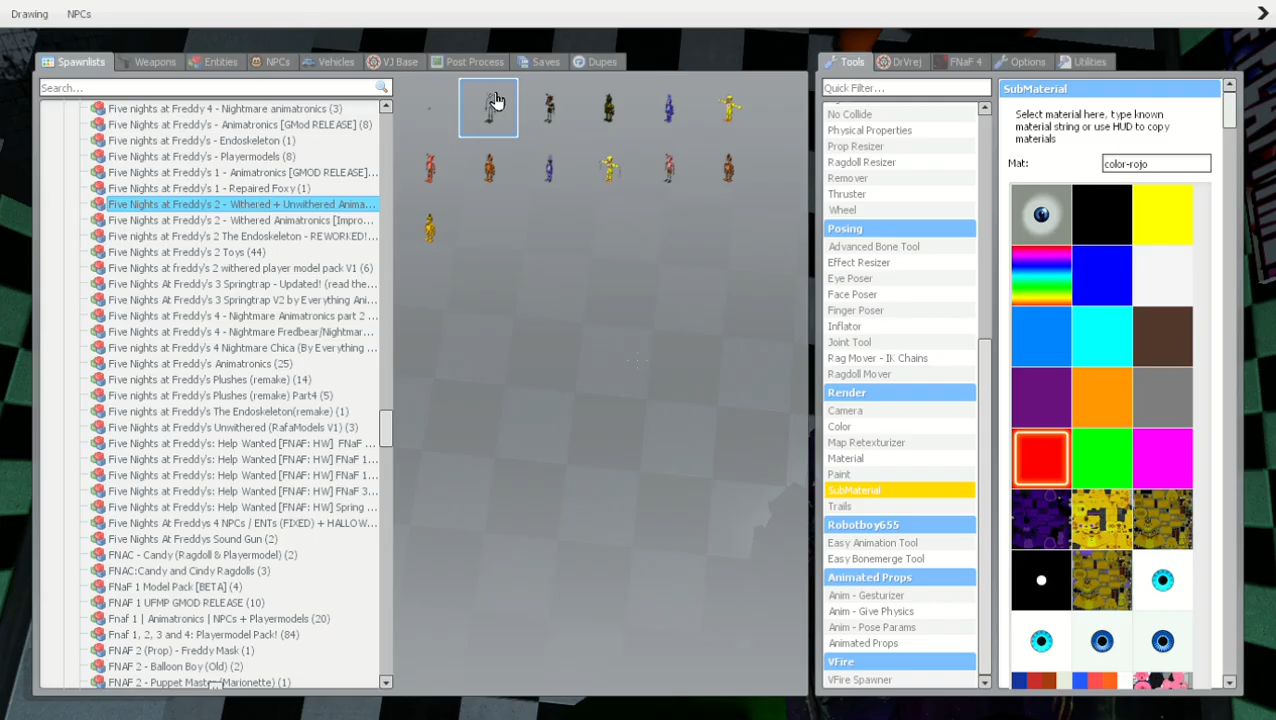 Drawing NPCs
Spawnlists Weapons Entities NPCs Vehicles VJ Base Post Process Saves Dupes
Search...
Five nights at Freddy 4 - Nightmare animatronics (3)
Five Nights at Freddy's - Animatronics [GMod RELEASE] (8)
Five nights at Freddy's - Endoskeleton (1)
Five Nights at Freddy's - Playermodels (8)
Five Nights at Freddy's 1 - Animatronics [GMOD RELEASE]...
Five Nights at Freddy's 1 - Repaired Foxy (1)
Five Nights at Freddy's 2 - Withered + Unwithered Anima...
Five Nights at Freddy's 2 - Withered Animatronics [Impro...
Five nights at Freddy's 2 The Endoskeleton - REWORKED!...
Five Nights at Freddy's 2 Toys (44)
Five Nights at freddy's 2 withered player model pack V1 (6)
Five Nights At Freddy's 3 Springtrap - Updated! (read the...
Five Nights At Freddy's 3 Springtrap V2 by Everything Ani...
Five Nights at Freddy's 4 - Nightmare Animatronics part 2
Five Nights at Freddy's 4 - Nightmare Fredbear/Nightmar...
Five Nights at Freddy's 4 Nightmare Chica (By Everything ...
Five Nights at Freddy's Animatronics (25)
Five nights at Freddy's Plushes (remake) (14)
Five nights at Freddy's Plushes (remake) Part4 (5)
Five nights at Freddy's The Endoskeleton(remake) (1)
Five nights at Freddy's Unwithered (RafaModels V1) (3)
Five Nights at Freddy's: Help Wanted [FNAF: HW] FNaF ...
Five Nights at Freddy's: Help Wanted [FNAF: HW] FNAF 1...
Five Nights at Freddy's: Help Wanted [FNAF: HW] FNAF 1...
Five Nights at Freddy's: Help Wanted [FNAF: HW] FNAF 3...
Five Nights at Freddy's: Help Wanted [FNAF: HW] Spring ...
Five Nights At Freddys 4 NPCs / ENTs (FIXED) + HALLOW...
Five Nights At Freddys Sound Gun (2)
FNAC - Candy (Ragdoll & Playermodel) (2)
FNAC:Candy and Cindy Ragdolls (3)
FNAF 1 Model Pack [BETA] (4)
FNAF 1 UFMP GMOD RELEASE (10)
Fnaf 1 | Animatronics | NPCs + Playermodels (20)
Fnaf 1, 2, 3 and 4: Playermodel Pack! (84)
FNAF 2 (Prop) - Freddy Mask (1)
FNAF 2 - Balloon Boy (Old) (2)
FNAF 2 - Puppet Master (Marionette) (1)
Tools DrVrej FNaF 4 Options Utilities
Quick Filter...
No Collide
Physical Properties
Prop Resizer
Ragdoll Resizer
Remover
Thruster
Wheel
Posing
Advanced Bone Tool
Effect Resizer
Eye Poser
Face Poser
Finger Poser
Inflator
Joint Tool
Rag Mover - IK Chains
Ragdoll Mover
Render
Camera
Color
Map Retexturizer
Material
Paint
SubMaterial
Trails
Robotboy655
Easy Animation Tool
Easy Bonemerge Tool
Animated Props
Anim - Gesturizer
Anim - Give Physics
Anim - Pose Params
Animated Props
VFire
VFire Spawner
SubMaterial
Select material here, type known
material string or use HUD to copy
materials
Mat: color-rojo